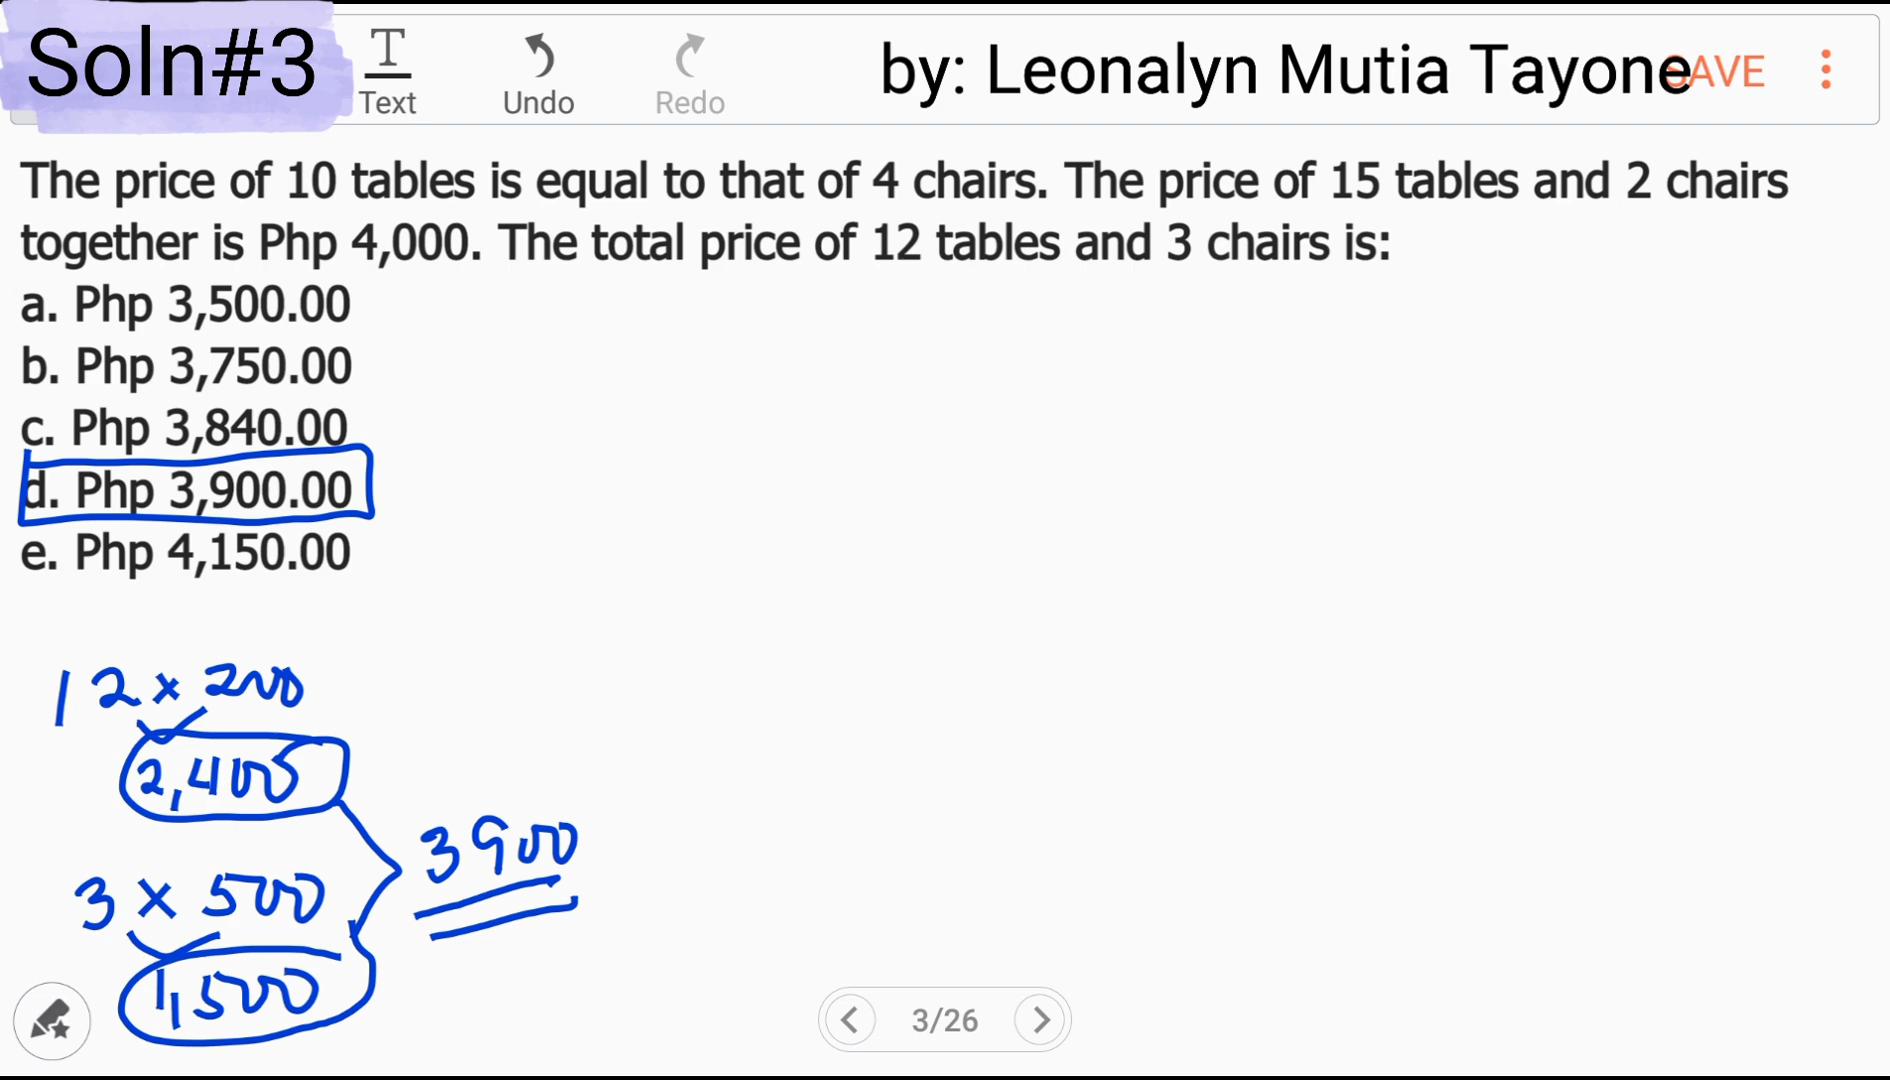 Soln#3
T
Text
Undo
Redo
by: Leonalyn Mutia Tayone
SAVE
The price of 10 tables is equal to that of 4 chairs. The price of 15 tables and 2 chairs
together is Php 4,000. The total price of 12 tables and 3 chairs is:
a. Php 3,500.00
b. Php 3,750.00
c. Php 3,840.00
d. Php 3,900.00
e. Php 4,150.00
12 x 200
2,400
3900
3 x 500
1,500
3/26